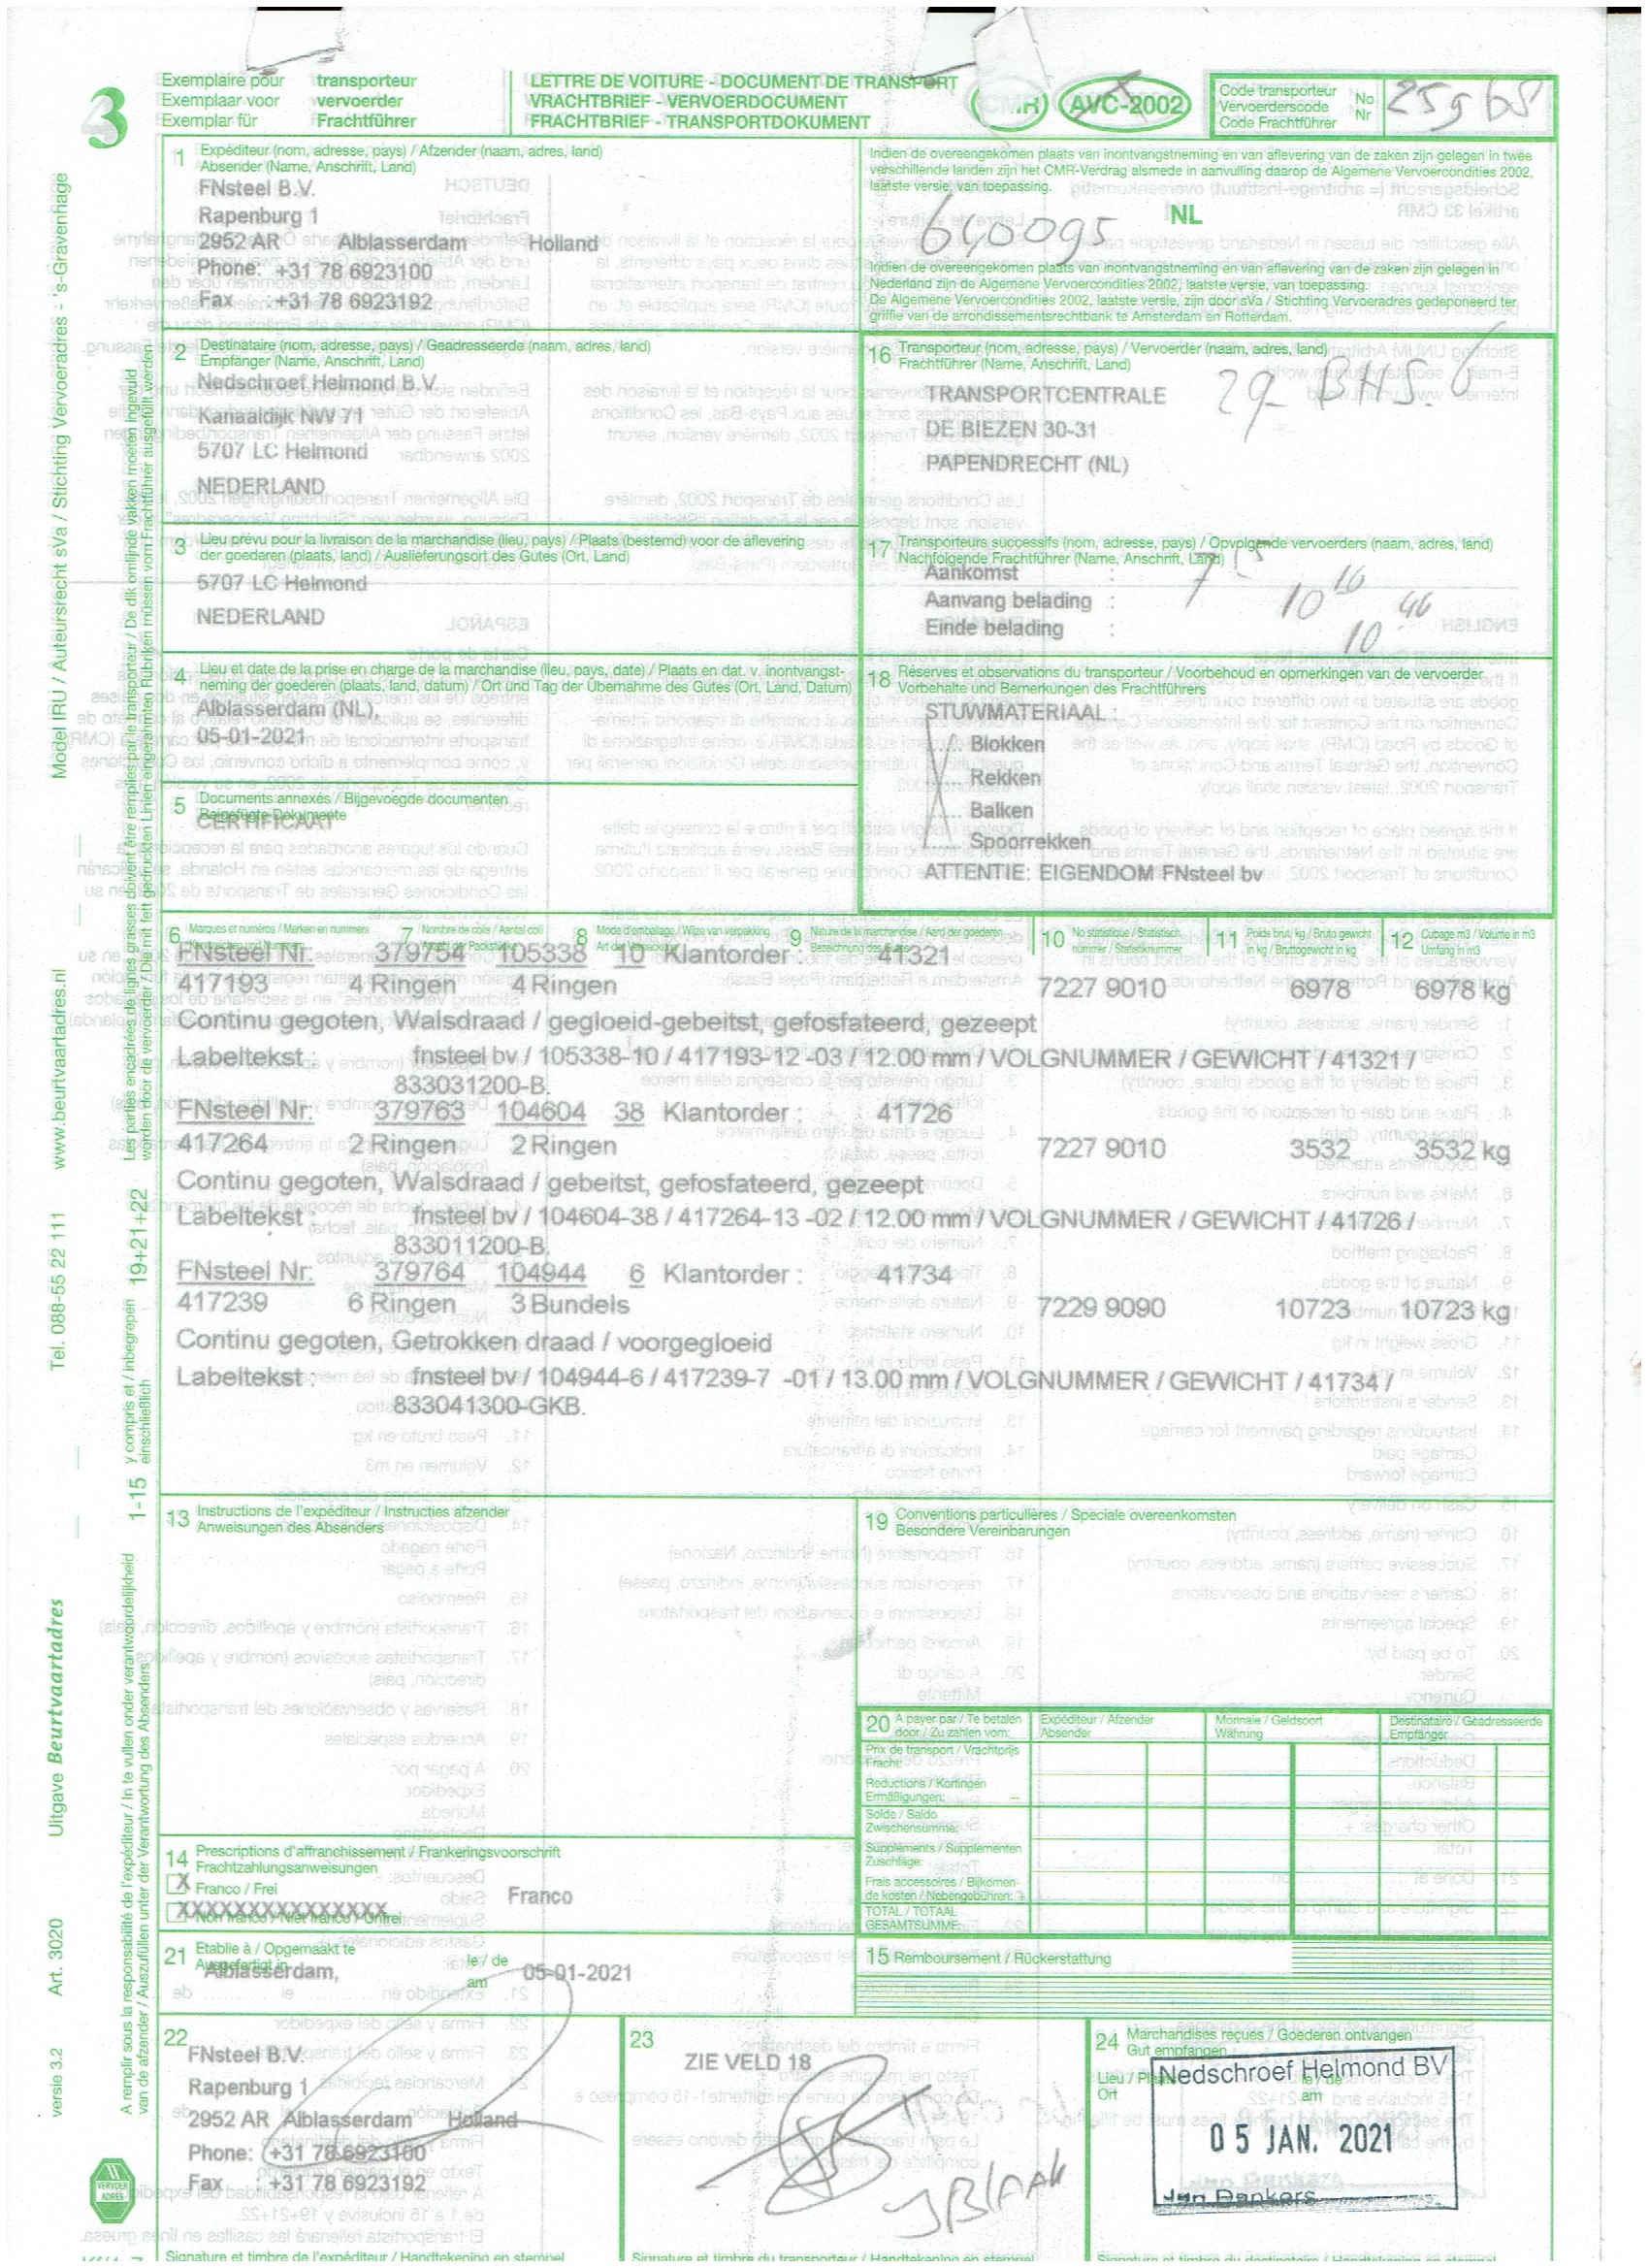 3
Exemplaire pour transporteur
Exemplaar voor vervoerder
Exemplar für Frachtführer
LETTRE DE VOITURE - DOCUMENT DE TRANSPORT
VRACHTBRIEF - VERVOERDOCUMENT
FRACHTBRIEF - TRANSPORTDOKUMENT
CMR
AVC-2002
Code transporteur
Vervoerderscode
Code Frachtführer
No
Nr
1 Expéditeur (nom, adresse, pays) / Afzender (naam, adres, land)
Absender (Name, Anschrift, Land)
FNsteel B.V.
Rapenburg 1
2952 AR Alblasserdam Holland
Phone: +31 78 6923100
Fax : +31 78 6923192
Indien de overeengekomen plaats van inontvangstneming en van aflevering van de zaken zijn gelegen in twee
verschillende landen zijn het CMR-Verdrag alsmede in aanvulling daarop de Algemene Vervoercondities 2002,
laatste versie, van toepassing.
NL
640095
Indien de overeengekomen plaats van inontvangstneming en van aflevering van de zaken zijn gelegen in
Nederland zijn de Algemene Vervoercondities 2002, laatste versie, van toepassing.
De Algemene Vervoercondities 2002, laatste versie, zijn door sVa / Stichting Vervoeradres gedeponeerd ter
griffie van de arrondissementsrechtbank te Amsterdam en Rotterdam.
2 Destinataire (nom, adresse, pays) / Geadresseerde (naam, adres, land)
Empfänger (Name, Anschrift, Land)
Nedschroef Helmond B.V.
Kanaaldijk NW 71
5707 LC Helmond
NEDERLAND
16 Transporteur (nom, adresse, pays) / Vervoerder (naam, adres, land)
Frachtführer (Name, Anschrift, Land)
TRANSPORTCENTRALE
DE BIEZEN 30-31
PAPENDRECHT (NL)
3 Lieu prévu pour la livraison de la marchandise (lieu, pays) / Plaats (bestemd) voor de aflevering
der goederen (plaats, land) / Auslieferungsort des Gutes (Ort, Land)
5707 LC Helmond
NEDERLAND
17 Transporteurs successifs (nom, adresse, pays) / Opvolgende vervoerders (naam, adres, land)
Nachfolgende Frachtführer (Name, Anschrift, Land)
Aankomst :
Aanvang belading : 10 10
Einde belading : 10 46
4 Lieu et date de la prise en charge de la marchandise (lieu, pays, date) / Plaats en dat. v. inontvangst-
neming der goederen (plaats, land, datum) / Ort und Tag der Übernahme des Gutes (Ort, Land, Datum)
Alblasserdam (NL),
05-01-2021
18 Réserves et observations du transporteur / Voorbehoud en opmerkingen van de vervoerder
Vorbehalte und Bemerkungen des Frachtführers
STUWMATERIAAL :
.... Blokken
.... Rekken
.... Balken
.... Spoorrekken
ATTENTIE: EIGENDOM FNsteel bv
5 Documents annexés / Bijgevoegde documenten
Beigefügte Dokumente
CERTIFICAAT
6 Marques et numéros / Marken en nummers
7 Nombre de colis / Aantal colli
8 Mode d'emballage / Wijze van verpakking
9 Nature de la marchandise / Aard der goederen
10 No statistique / Statistisch nummer / Statistiknummer
11 Poids brut, kg / Bruto gewicht in kg / Bruttogewicht in kg
12 Cubage m3 / Volume in m3 Umfang in m3
FNsteel Nr. 379754 105338 10 Klantorder : 41321
417193 4 Ringen 4 Ringen 7227 9010 6978 6978 kg
Continu gegoten, Walsdraad / gegloeid-gebeitst, gefosfateerd, gezeept
Labeltekst : fnsteel bv / 105338-10 / 417193-12 -03 / 12.00 mm / VOLGNUMMER / GEWICHT / 41321 /
833031200-B.
FNsteel Nr: 379763 104604 38 Klantorder : 41726
417264 2 Ringen 2 Ringen 7227 9010 3532 3532 kg
Continu gegoten, Walsdraad / gebeitst, gefosfateerd, gezeept
Labeltekst : fnsteel bv / 104604-38 / 417264-13 -02 / 12.00 mm / VOLGNUMMER / GEWICHT / 41726 /
833011200-B.
FNsteel Nr: 379764 104944 6 Klantorder : 41734
417239 6 Ringen 3 Bundels 7229 9090 10723 10723 kg
Continu gegoten, Getrokken draad / voorgegloeid
Labeltekst : fnsteel bv / 104944-6 / 417239-7 -01 / 13.00 mm / VOLGNUMMER / GEWICHT / 41734 /
833041300-GKB.
13 Instructions de l'expéditeur / Instructies afzender
Anweisungen des Absenders
19 Conventions particulières / Speciale overeenkomsten
Besondere Vereinbarungen
20 A payer par / Te betalen door / Zu zahlen vom:
Expéditeur / Afzender Absender
Monnaie / Geldsoort Währung
Destinataire / Geadresseerde Empfänger
Prix de transport / Vrachtprijs
Fracht:
Reductions / Kortingen
Ermäßigungen: –
Solde / Saldo
Zwischensumme:
Suppléments / Supplementen
Zuschläge:
Frais accessoires / Bijkomen-
de kosten / Nebengebühren: +
TOTAL / TOTAAL
GESAMTSUMME:
14 Prescriptions d'affranchissement / Frankeringsvoorschrift
Frachtzahlungsanweisungen
X Franco / Frei
Franco
XXXXXXXXXXXXXXX
Non franco / Niet franco / Unfrei
21 Etablie à / Opgemaakt te
Ausgefertigt in
Alblasserdam,
le / de
am
05-01-2021
15 Remboursement / Rückerstattung
22
FNsteel B.V.
Rapenburg 1
2952 AR Alblasserdam Holland
Phone: +31 78 6923100
Fax : +31 78 6923192
23
ZIE VELD 18
24 Marchandises reçues / Goederen ontvangen
Gut empfangen
Lieu / Plaats
Ort
le / de
am
Nedschroef Helmond BV
05 JAN. 2021
Jan Dankers
Signature et timbre de l'expéditeur / Handtekening en stempel
Signature et timbre du transporteur / Handtekening en stempel
Signature et timbre du destinataire / Handtekening en stempel
Model IRU / Auteursrecht sVa / Stichting Vervoeradres - 's-Gravenhage
www.beurtvaartadres.nl
Tel. 088-55 22 111
Uitgave Beurtvaartadres
Art. 3020
versie 3.2
Les parties encadrées de lignes grasses doivent être remplies par le transporteur / De dik omlijnde vakken moeten ingevuld
worden door de vervoerder / Die mit fett gedruckten Linien eingerahmten Rubriken müssen vom Frachtführer ausgefüllt werden
19+21+22
y compris et / inbegrepen
einschließlich
1-15
A remplir sous la responsabilité de l'expéditeur / In te vullen onder verantwoordelijkheid
van de afzender / Auszufüllen unter der Verantwortung des Absenders
VERVOER
ADRES